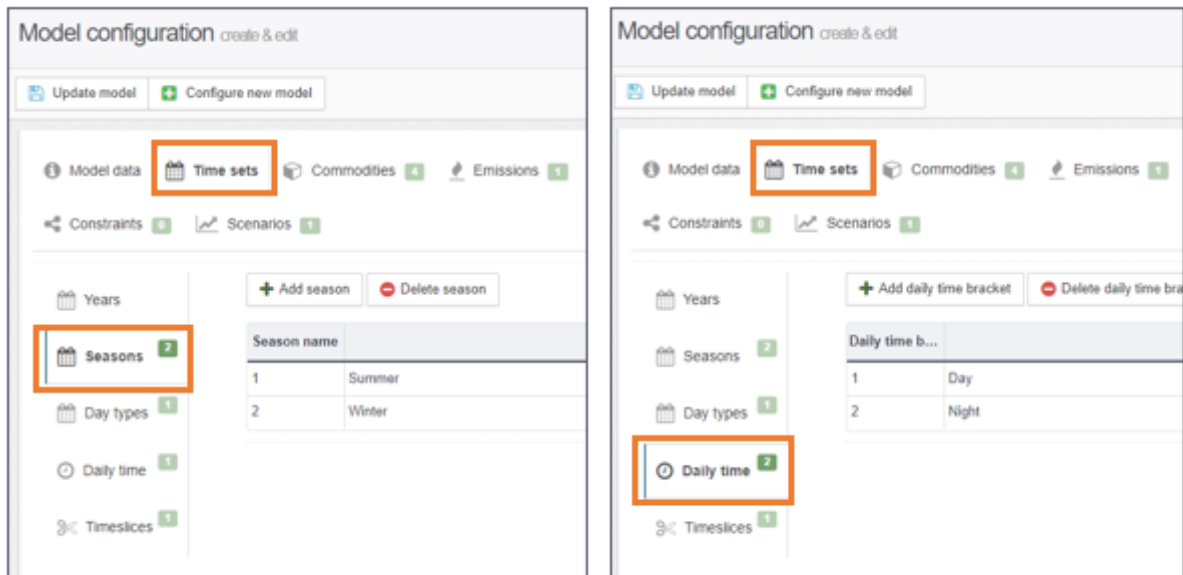 Model configuration create & edit
Update model Configure new model
Model data Time sets Commodities 4 Emissions 1
Constraints 0 Scenarios 1
Years
Seasons 2
Day types 1
Daily time 1
Timeslices 1
Add season Delete season
Season name
1 Summer
2 Winter
Model configuration create & edit
Update model Configure new model
Model data Time sets Commodities 4 Emissions 1
Constraints 0 Scenarios 1
Years
Seasons 2
Day types 1
Daily time 2
Timeslices 1
Add daily time bracket Delete daily time bra
Daily time b...
1 Day
2 Night